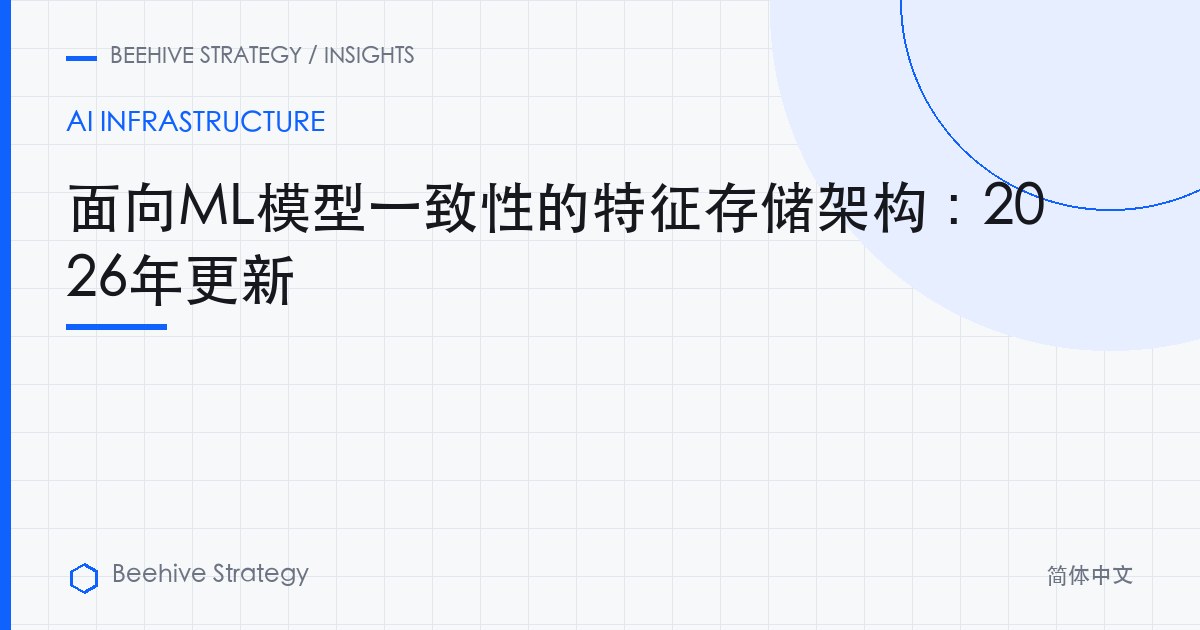 BEEHIVE STRATEGY / INSIGHTS
AI INFRASTRUCTURE
面向ML模型一致性的特征存储架构：20
26年更新
Beehive Strategy
简体中文